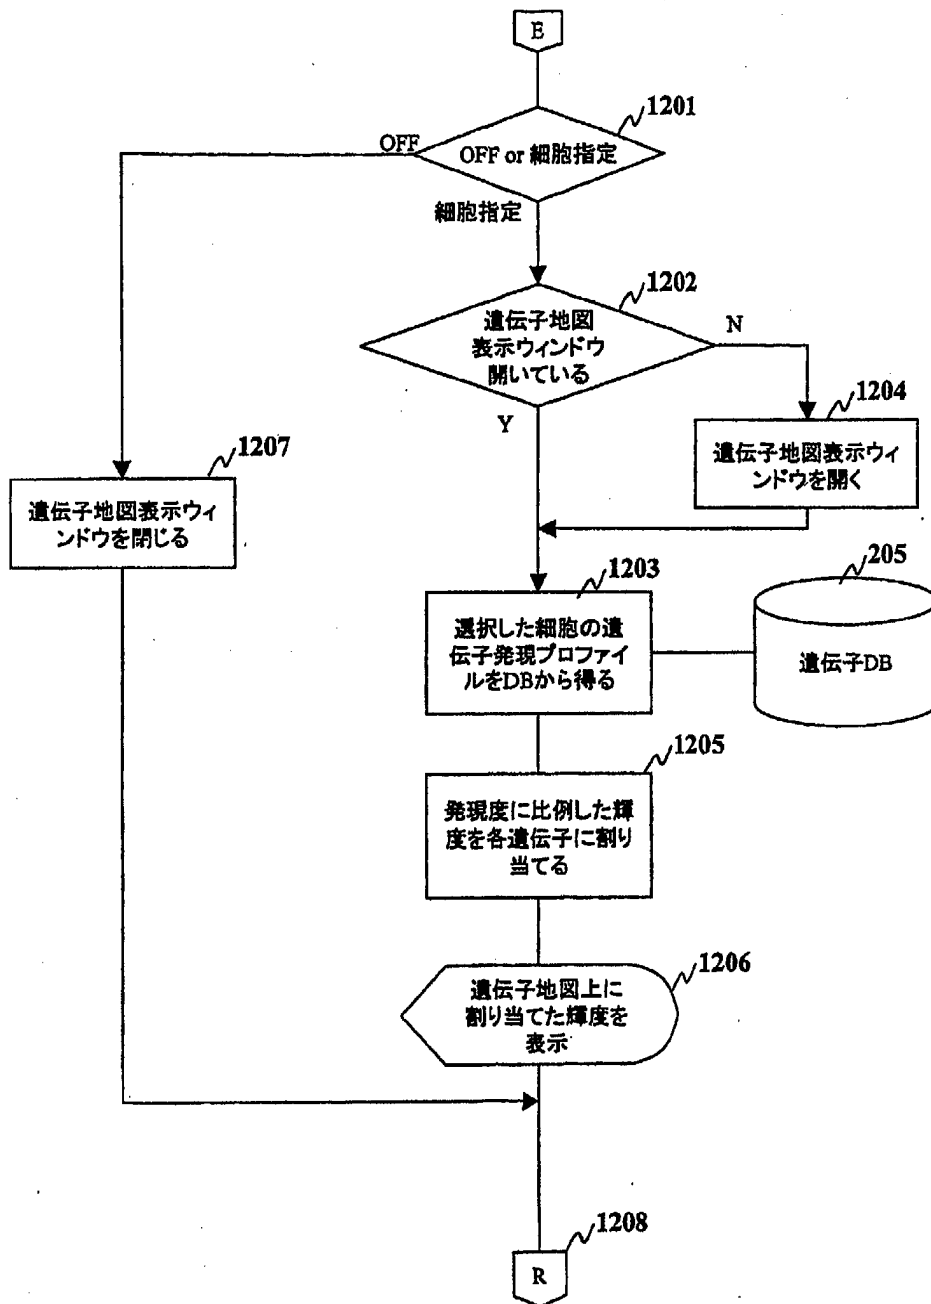 E
1201
OFF
OFF or 細胞指定
細胞指定
1202
遺伝子地図
表示ウィンドウ
開いている
N
Y
1204
遺伝子地図表示ウィ
ンドウを開く
1207
遺伝子地図表示ウィ
ンドウを閉じる
1203
選択した細胞の遺
伝子発現プロファイ
ルをDBから得る
205
遺伝子DB
1205
発現度に比例した輝
度を各遺伝子に割り
当てる
1206
遺伝子地図上に
割り当てた輝度を
表示
1208
R